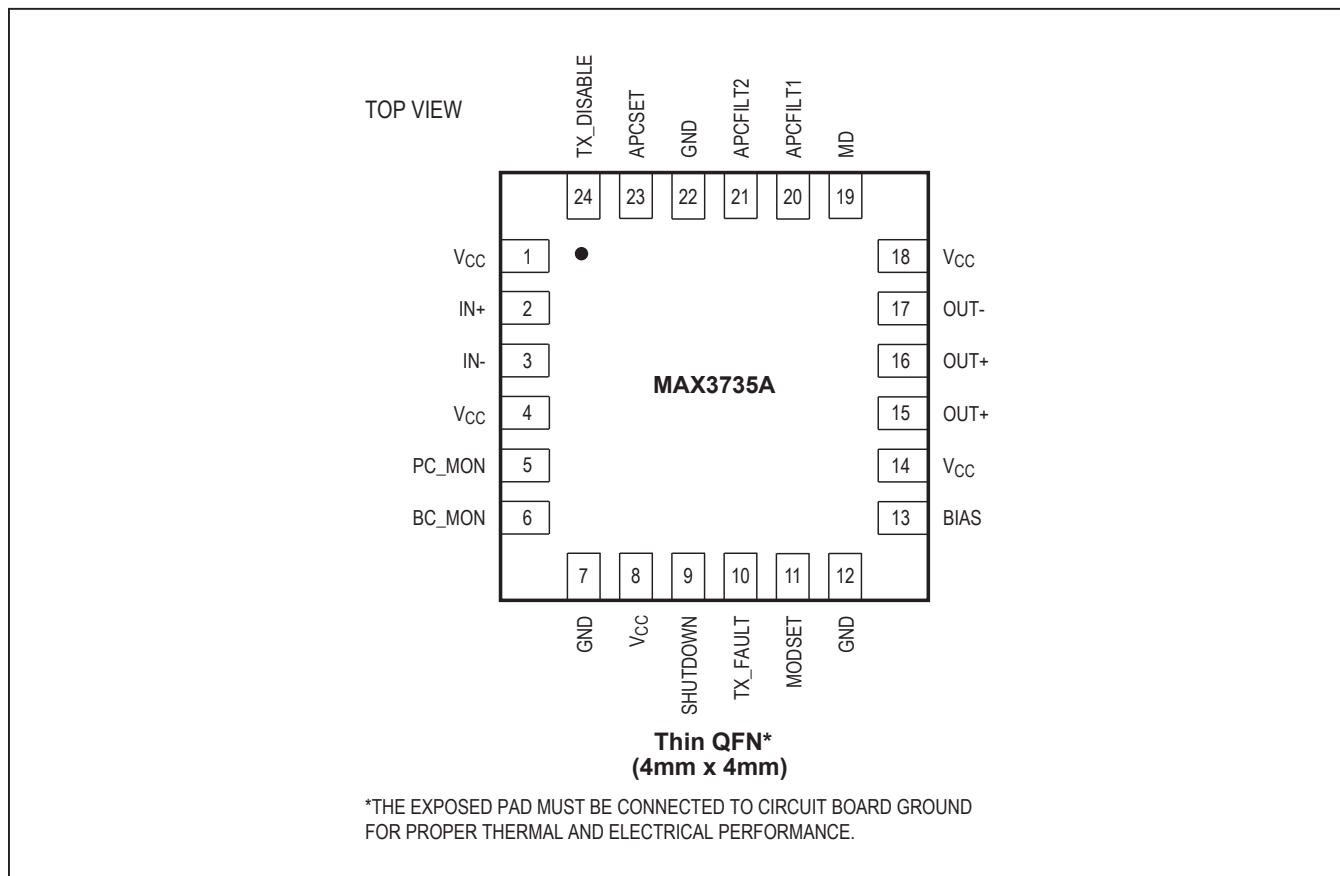 TOP VIEW
TX_DISABLE
APCSET
GND
APCFILT2
APCFILT1
MD
24
23
22
21
20
19
VCC 1
IN+ 2
IN- 3
VCC 4
PC_MON 5
BC_MON 6
MAX3735A
18 VCC
17 OUT-
16 OUT+
15 OUT+
14 VCC
13 BIAS
7
8
9
10
11
12
GND
VCC
SHUTDOWN
TX_FAULT
MODSET
GND
Thin QFN*
(4mm x 4mm)
*THE EXPOSED PAD MUST BE CONNECTED TO CIRCUIT BOARD GROUND
FOR PROPER THERMAL AND ELECTRICAL PERFORMANCE.